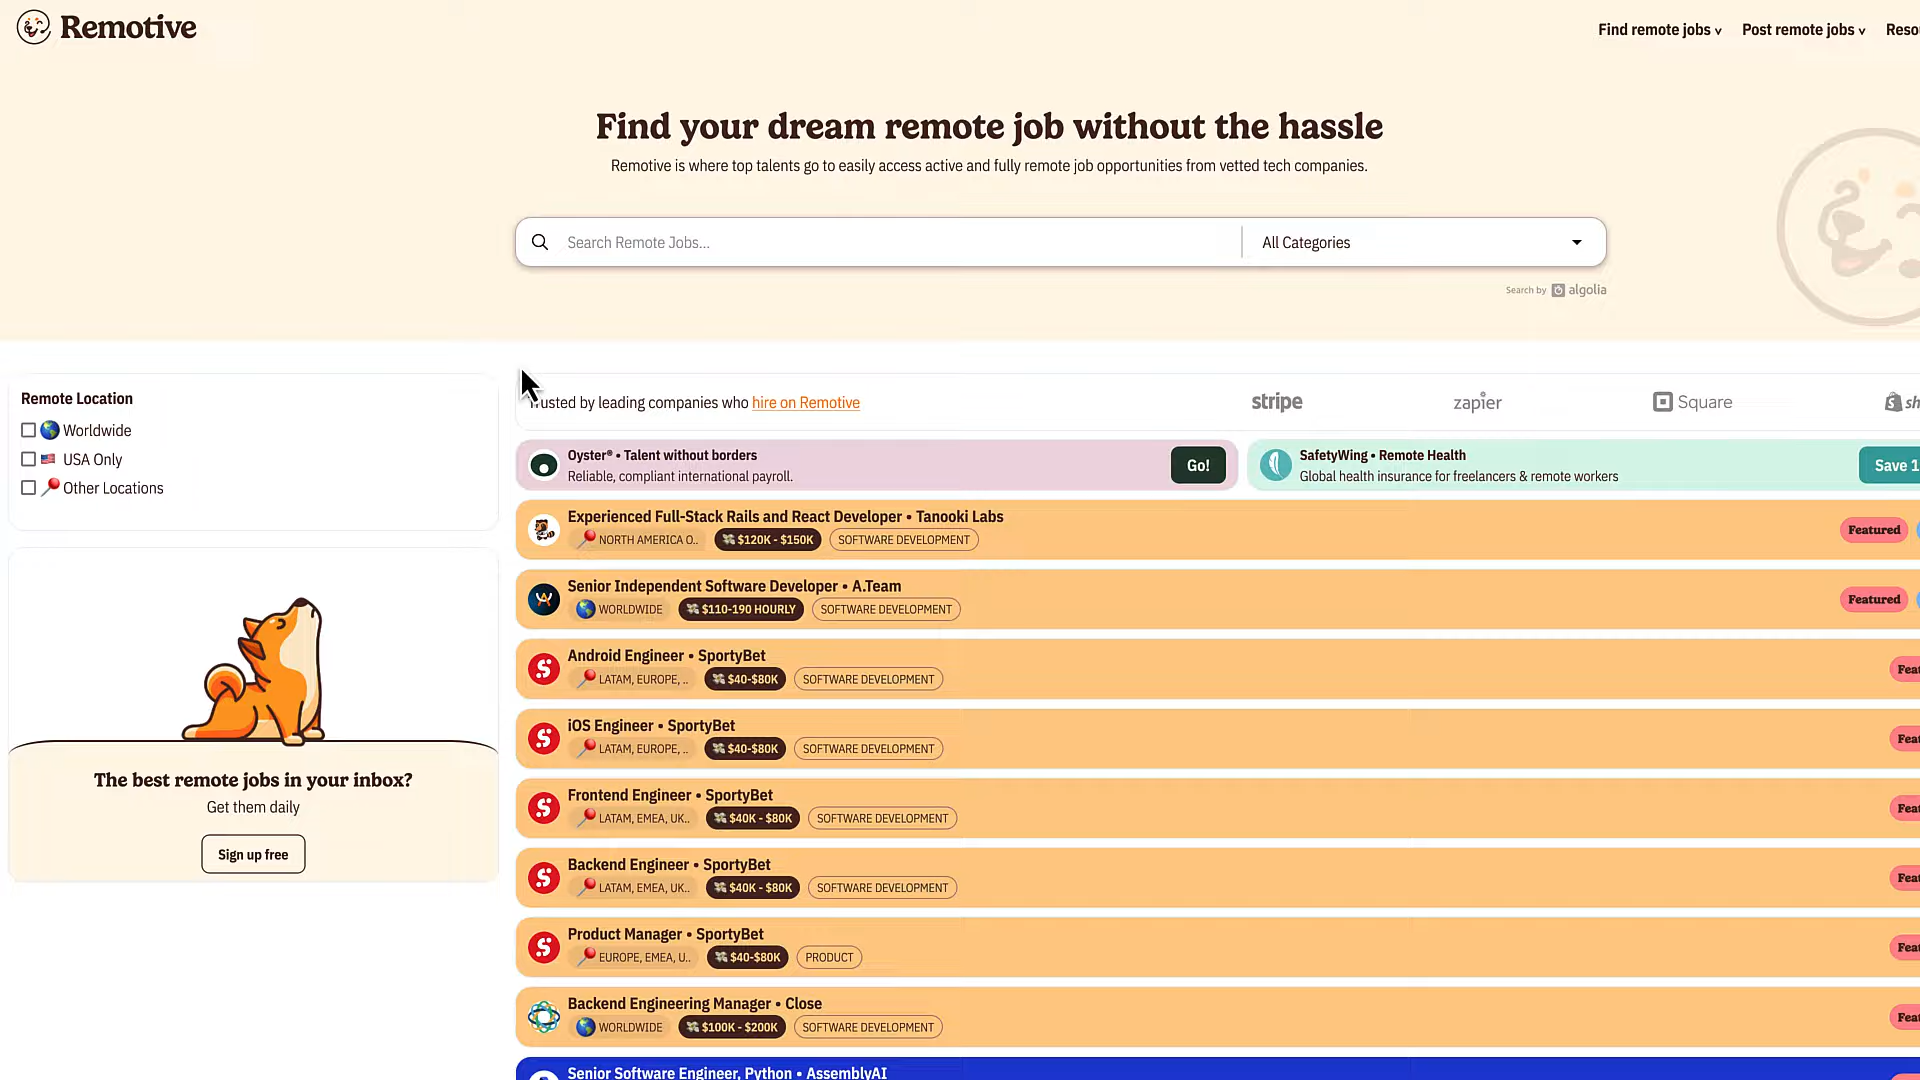 Remotive
Find remote jobs v Post remote jobs v
Find your dream remote job without the hassle
Remotive is where top talents go to easily access active and fully remote job opportunities from vetted tech companies.
Search Remote Jobs... All Categories
Search by algolia
Remote Location
Worldwide
USA Only
Other Locations
The best remote jobs in your inbox?
Get them daily
Sign up free
Trusted by leading companies who hire on Remotive stripe zapier Square
Oyster® • Talent without borders
Reliable, compliant international payroll.
Go!
SafetyWing • Remote Health
Global health insurance for freelancers & remote workers
Save 1
Experienced Full-Stack Rails and React Developer • Tanooki Labs
NORTH AMERICA O.. $120K - $150K SOFTWARE DEVELOPMENT
Featured
Senior Independent Software Developer • A.Team
WORLDWIDE $110-190 HOURLY SOFTWARE DEVELOPMENT
Featured
Android Engineer • SportyBet
LATAM, EUROPE, .. $40-$80K SOFTWARE DEVELOPMENT
iOS Engineer • SportyBet
LATAM, EUROPE, .. $40-$80K SOFTWARE DEVELOPMENT
Frontend Engineer • SportyBet
LATAM, EMEA, UK.. $40K - $80K SOFTWARE DEVELOPMENT
Backend Engineer • SportyBet
LATAM, EMEA, UK.. $40K - $80K SOFTWARE DEVELOPMENT
Product Manager • SportyBet
EUROPE, EMEA, U.. $40-$80K PRODUCT
Backend Engineering Manager • Close
WORLDWIDE $100K - $200K SOFTWARE DEVELOPMENT
Senior Software Engineer, Python • AssemblyAI